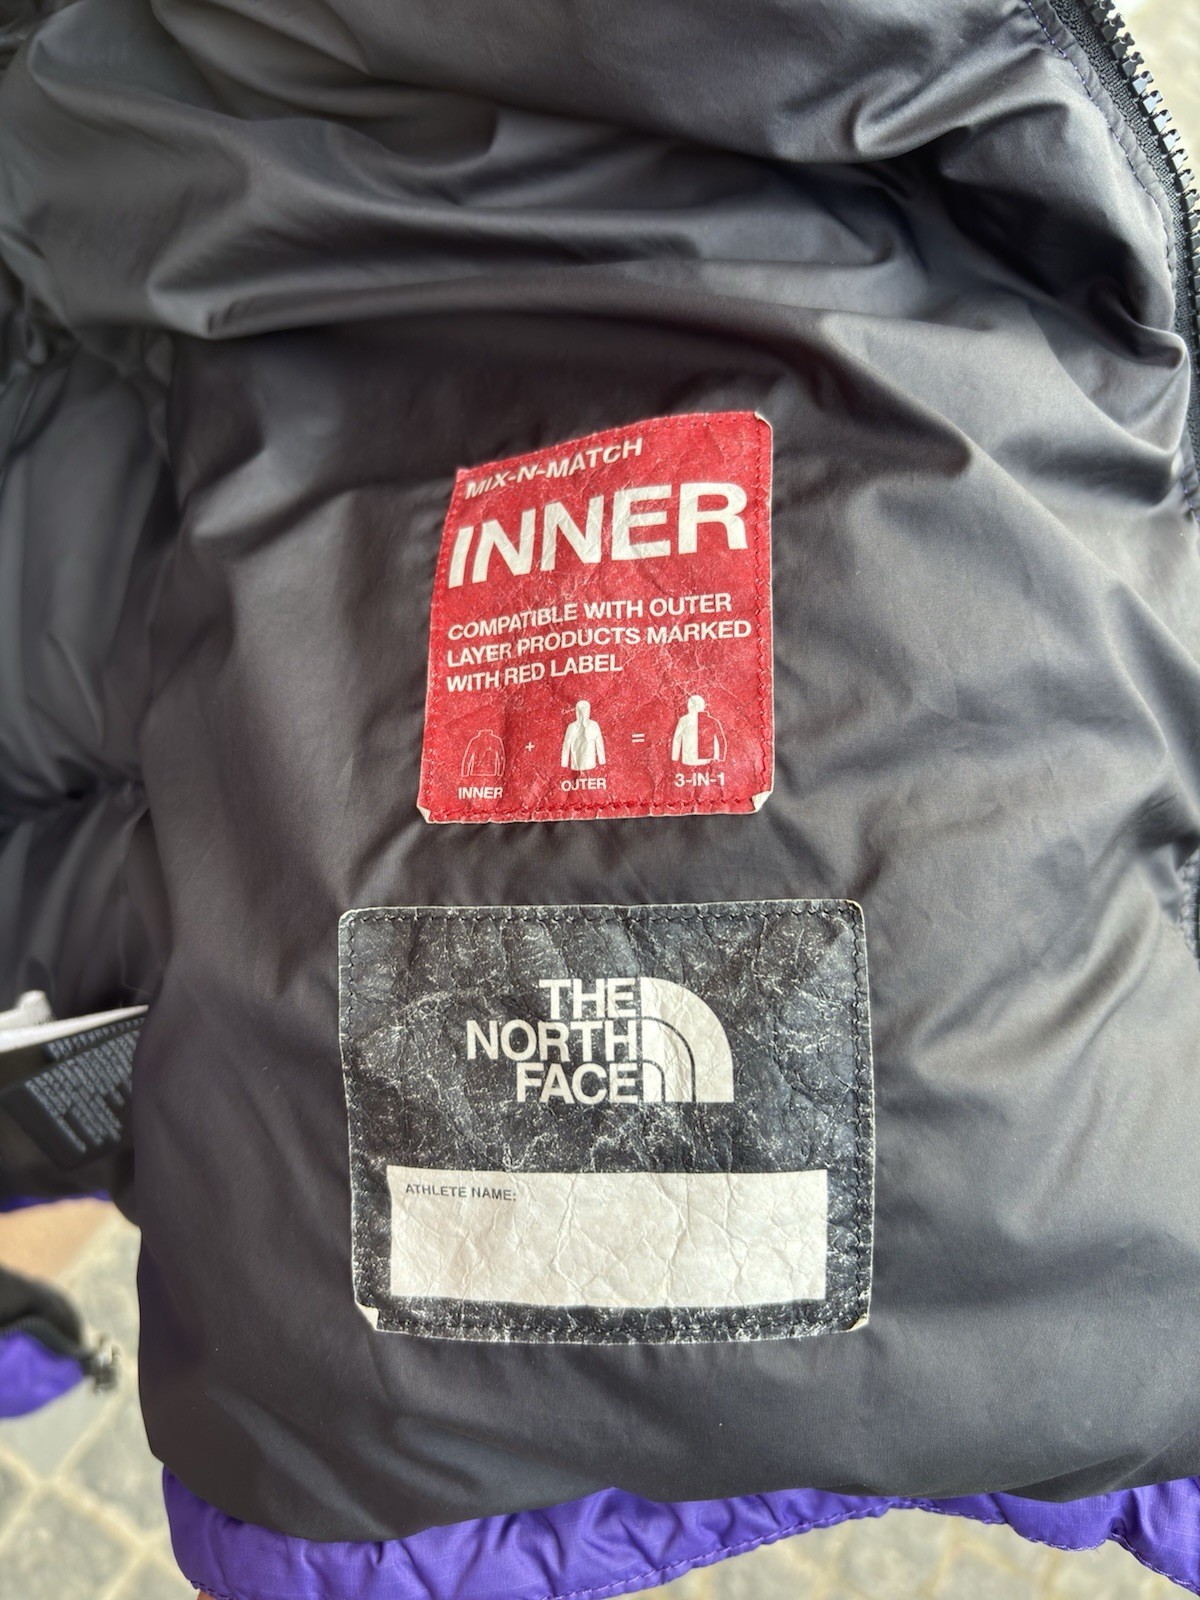 MIX-N-MATCH
INNER
COMPATIBLE WITH OUTER
LAYER PRODUCTS MARKED
WITH RED LABEL
+ =
INNER OUTER 3-IN-1
THE
NORTH
FACE
ATHLETE NAME: